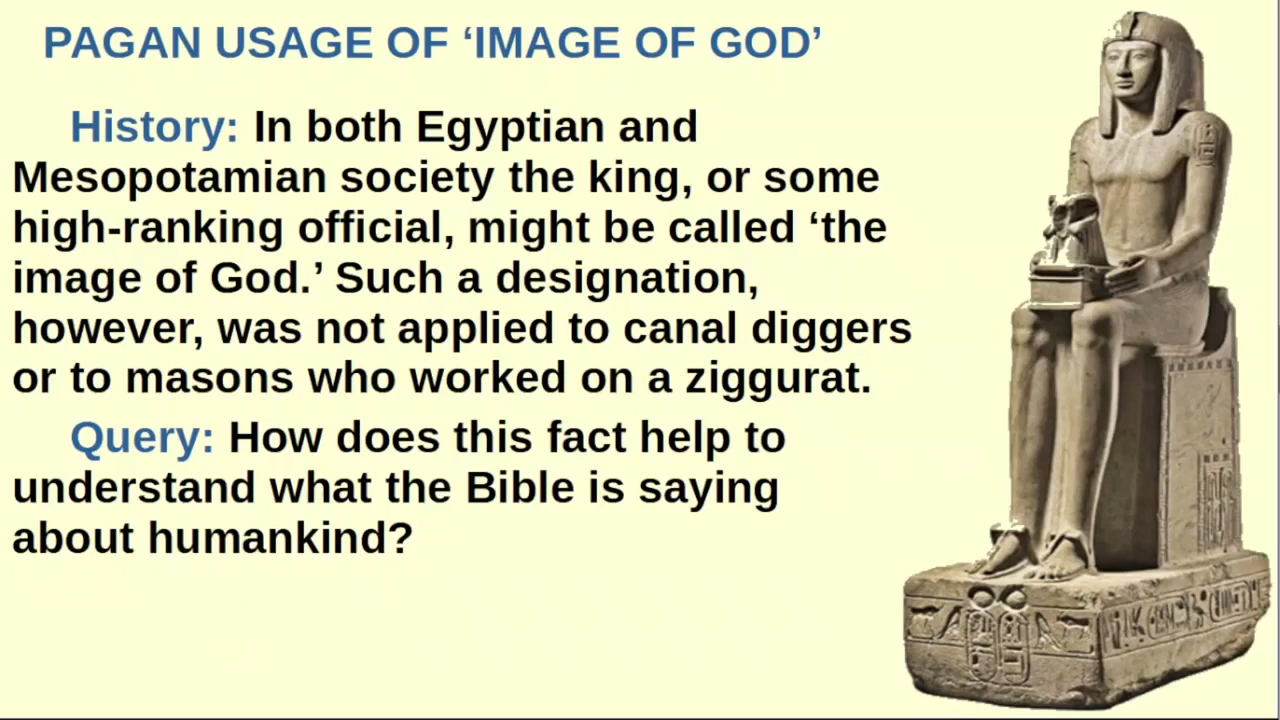 PAGAN USAGE OF ‘IMAGE OF GOD’
History: In both Egyptian and
Mesopotamian society the king, or some
high-ranking official, might be called ‘the
image of God.’ Such a designation,
however, was not applied to canal diggers
or to masons who worked on a ziggurat.
Query: How does this fact help to
understand what the Bible is saying
about humankind?